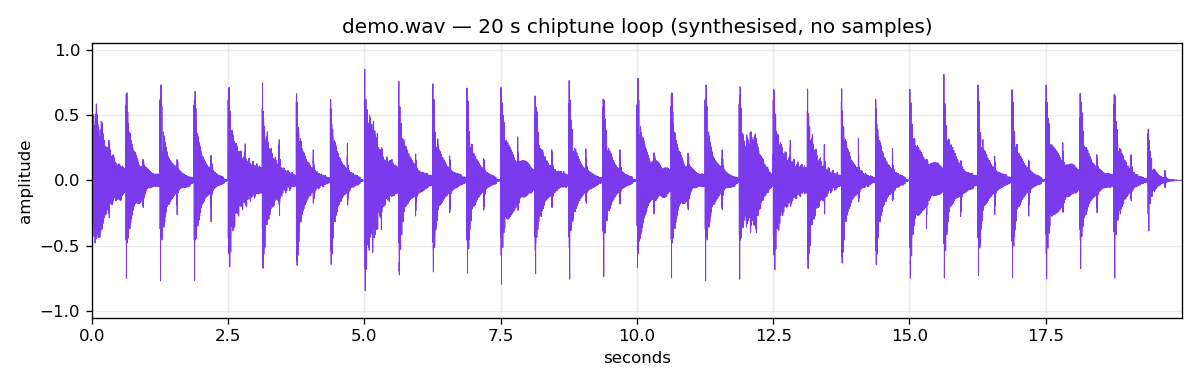 demo.wav — 20 s chiptune loop (synthesised, no samples)
1.0
0.5
0.0
−0.5
−1.0
amplitude
0.0 2.5 5.0 7.5 10.0 12.5 15.0 17.5
seconds